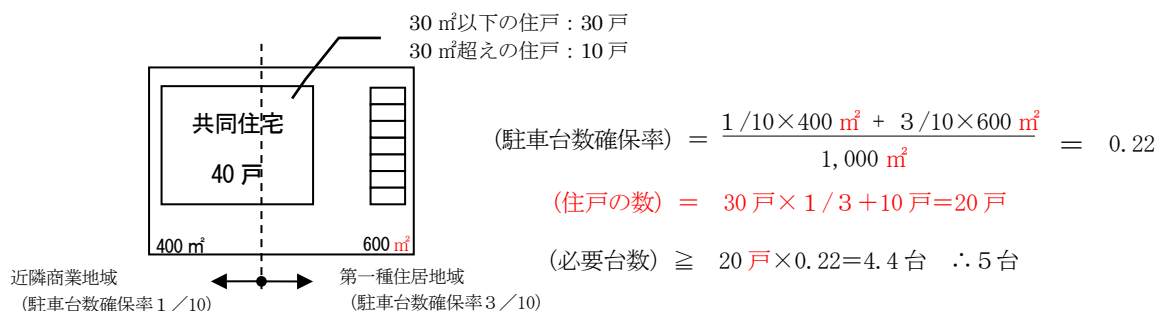 30 ㎡以下の住戸：30 戸
30 ㎡超えの住戸：10 戸
共同住宅
40 戸
400 ㎡
600 ㎡
近隣商業地域
（駐車台数確保率１／10）
第一種住居地域
（駐車台数確保率３／10）
（駐車台数確保率）＝ １/10×400 ㎡ + ３/10×600 ㎡
1,000 ㎡
＝ 0.22
（住戸の数）＝ 30 戸×１/３＋10 戸＝20 戸
（必要台数）≧ 20 戸×0.22=4.4 台 ∴５台